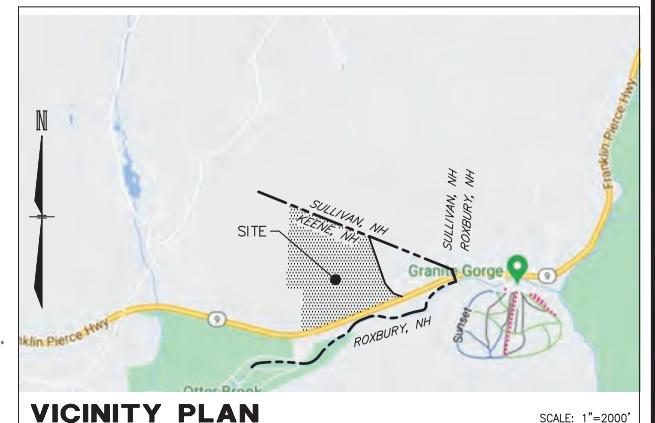 N
Franklin Pierce Hwy
SULLIVAN, NH
KEENE, NH
SULLIVAN, NH
ROXBURY, NH
SITE
Granite Gorge
9
9
Sunset
nklin Pierce Hwy
ROXBURY, NH
Otter Brook
VICINITY PLAN
SCALE: 1"=2000'